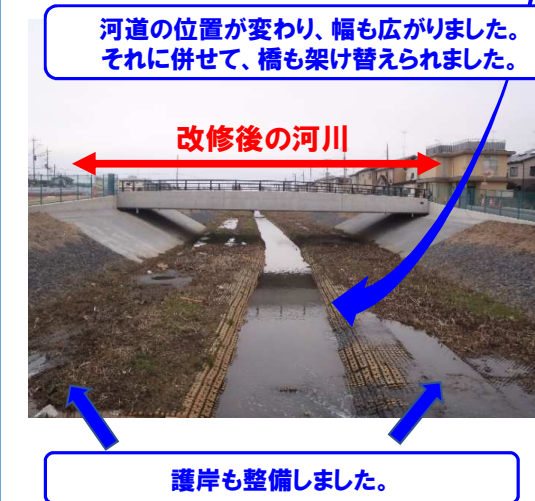 河道の位置が変わり、幅も広がりました。
それに併せて、橋も架け替えられました。
改修後の河川
護岸も整備しました。